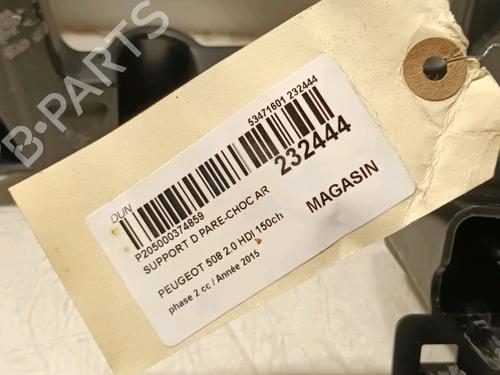 B-PARTS
53471601 232444
232444
DUN
P205000374859
SUPPORT D PARE-CHOC AR
MAGASIN
PEUGEOT 508 2.0 HDI 150ch
phase 2 cc / Année 2015